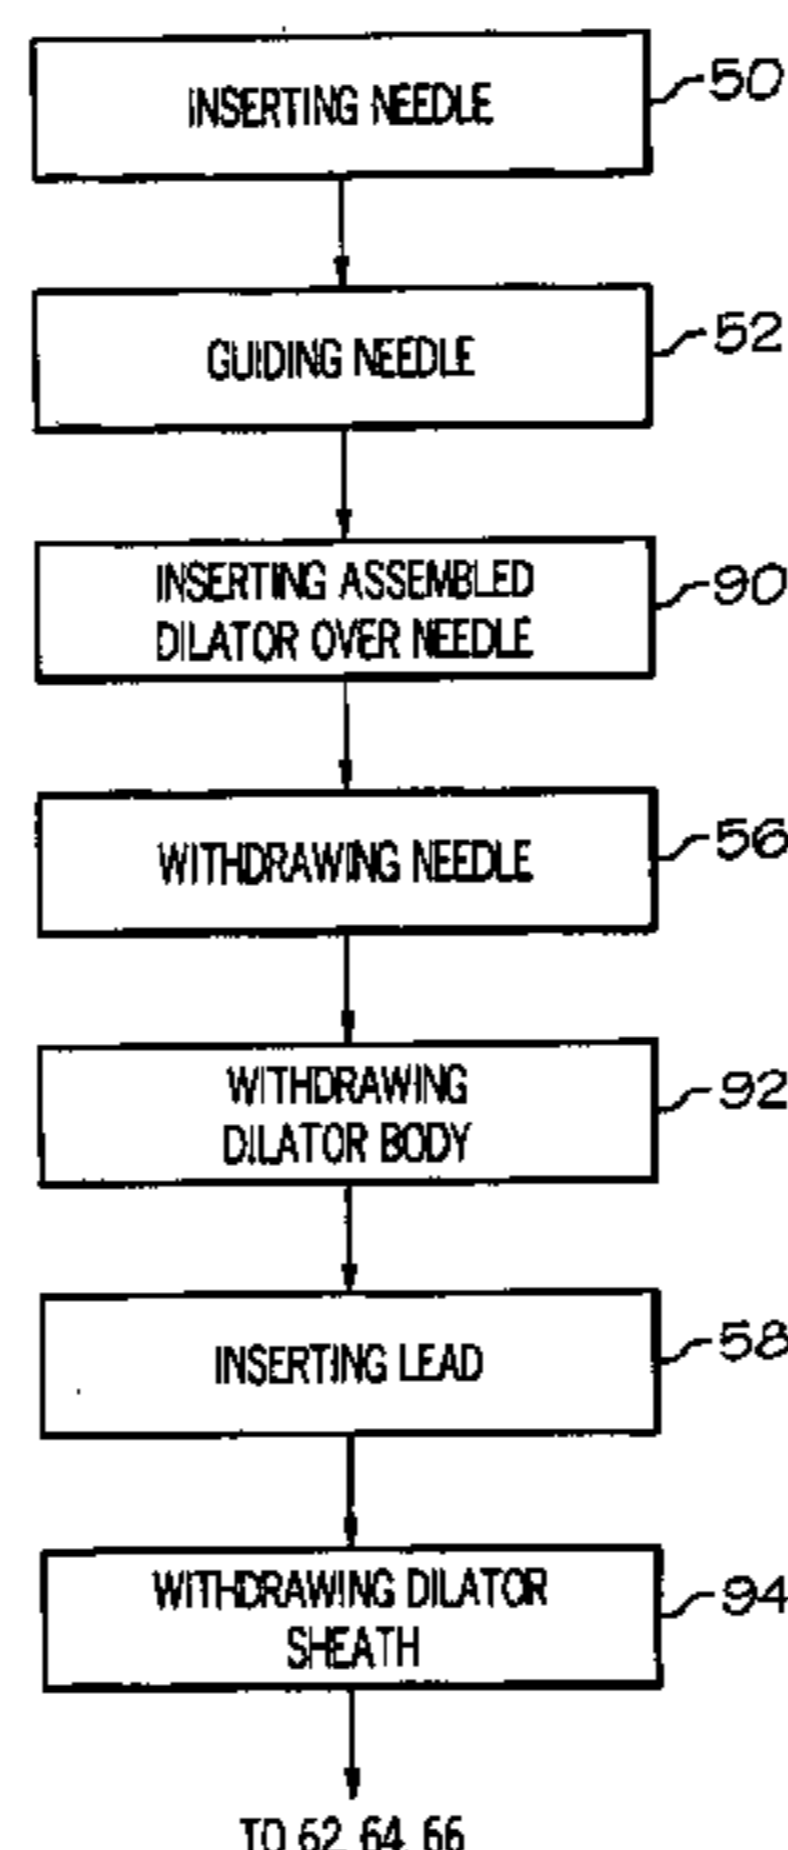 INSERTING NEEDLE
50
GUIDING NEEDLE
52
INSERTING ASSEMBLED
DILATOR OVER NEEDLE
90
WITHDRAWING NEEDLE
56
WITHDRAWING
DILATOR BODY
92
INSERTING LEAD
58
WITHDRAWING DILATOR
SHEATH
94
TO 62, 64, 66